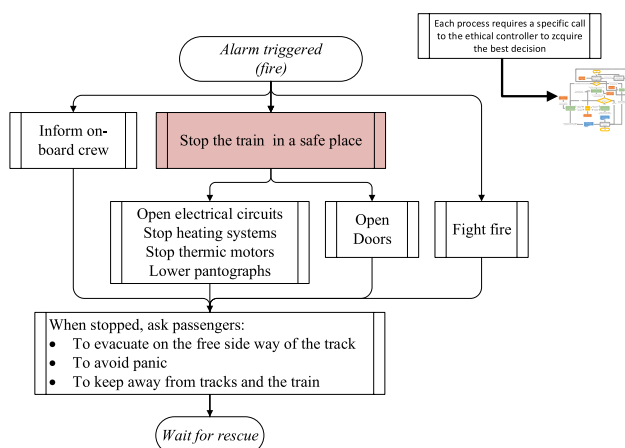 Each process requires a specific call
to the ethical controller to zcquire
the best decision
Alarm triggered
(fire)
Inform on-
board crew
Stop the train in a safe place
Open electrical circuits
Stop heating systems
Stop thermic motors
Lower pantographs
Open
Doors
Fight fire
When stopped, ask passengers:
• To evacuate on the free side way of the track
• To avoid panic
• To keep away from tracks and the train
Wait for rescue